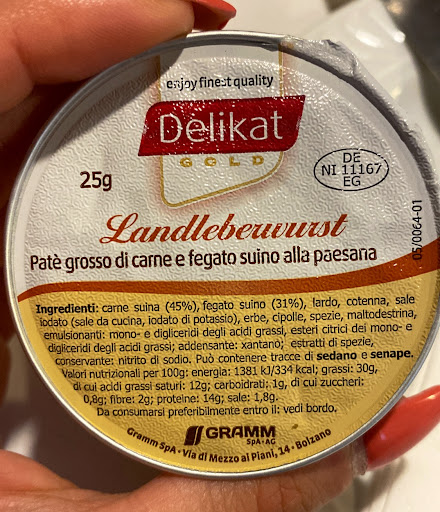 enjoy finest quality
Delikat
GOLD
25g
DE
NI 11167
EG
Landleberwurst
Patè grosso di carne e fegato suino alla paesana
05/0064-01
Ingredienti: carne suina (45%), fegato suino (31%), lardo, cotenna, sale
iodato (sale da cucina, iodato di potassio), erbe, cipolle, spezie, maltodestrina,
emulsionanti: mono- e digliceridi degli acidi grassi, esteri citrici dei mono- e
digliceridi degli acidi grassi; addensante: xantano; estratti di spezie,
conservante: nitrito di sodio. Può contenere tracce di sedano e senape.
Valori nutrizionali per 100g: energia: 1381 kJ/334 kcal; grassi: 30g,
di cui acidi grassi saturi: 12g; carboidrati: 1g, di cui zuccheri:
0,8g; fibre: 2g; proteine: 14g; sale: 1,8g.
Da consumarsi preferibilmente entro il: vedi bordo.
GRAMM
SPA·AG
Gramm SpA · Via di Mezzo ai Piani, 14 · Bolzano